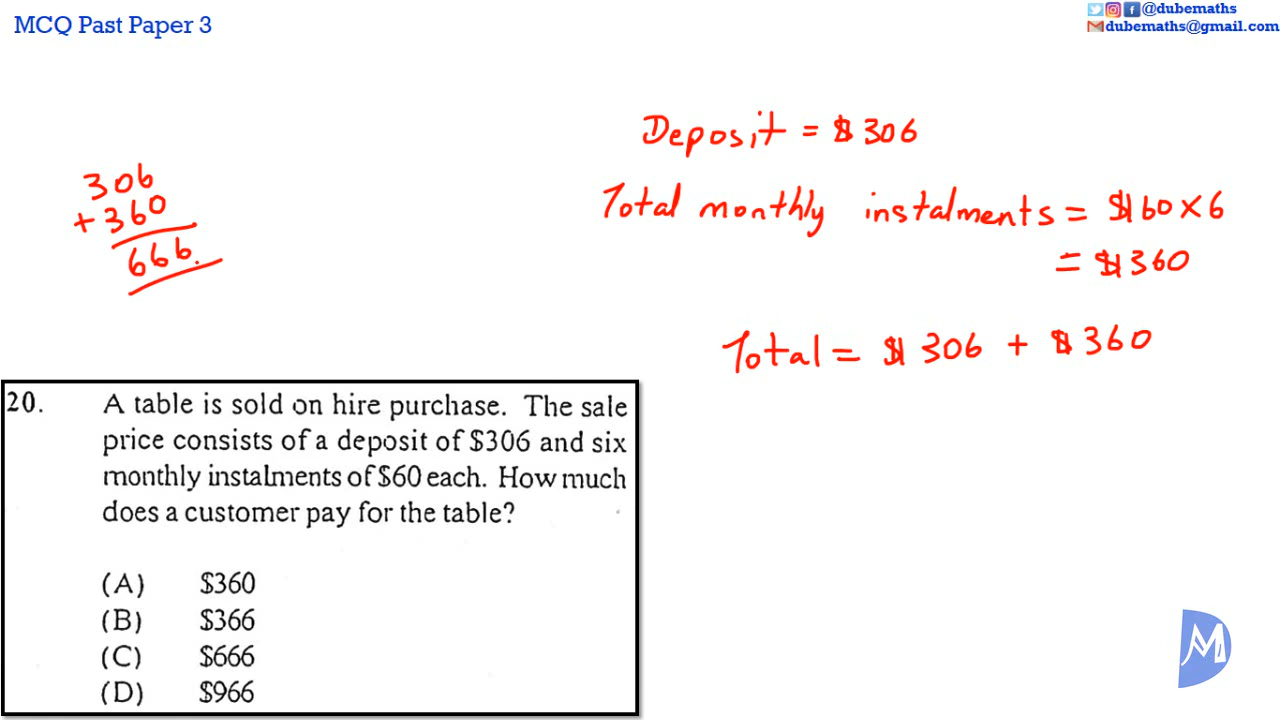 MCQ Past Paper 3
@dubemaths
dubemaths@gmail.com
Deposit = $306
Total monthly instalments = $60 × 6
= $360
Total = $306 + $360
306
+ 360
666.
20. A table is sold on hire purchase. The sale
price consists of a deposit of $306 and six
monthly instalments of $60 each. How much
does a customer pay for the table?
(A) $360
(B) $366
(C) $666
(D) $966
M